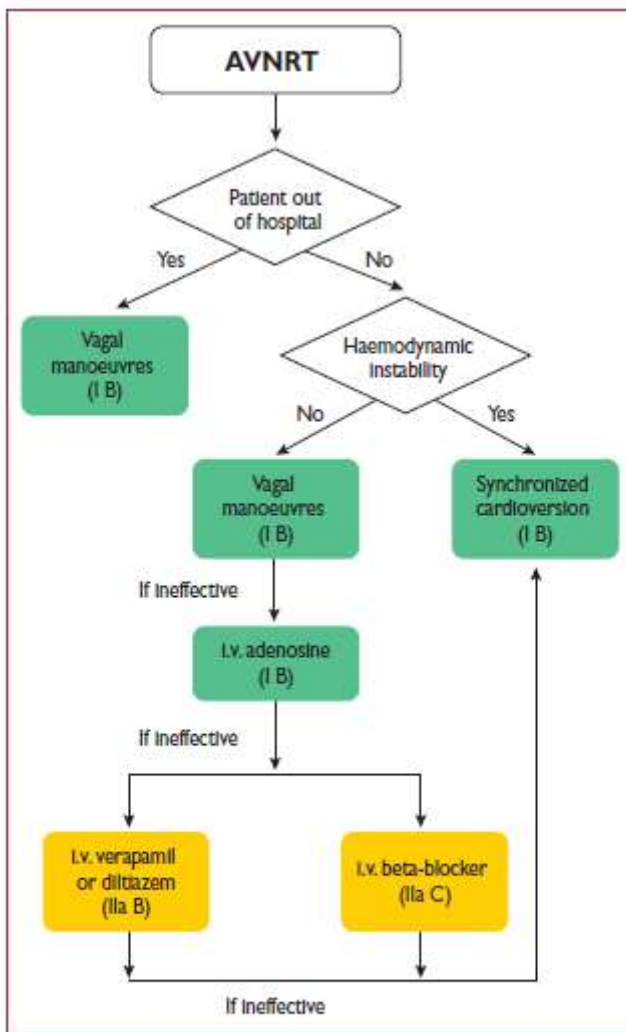 AVNRT
Patient out
of hospital
Yes
No
Vagal
manoeuvres
(I B)
Haemodynamic
instability
No
Yes
Vagal
manoeuvres
(I B)
Synchronized
cardioversion
(I B)
If ineffective
i.v. adenosine
(I B)
If ineffective
i.v. verapamil
or diltiazem
(IIa B)
i.v. beta-blocker
(IIa C)
If ineffective